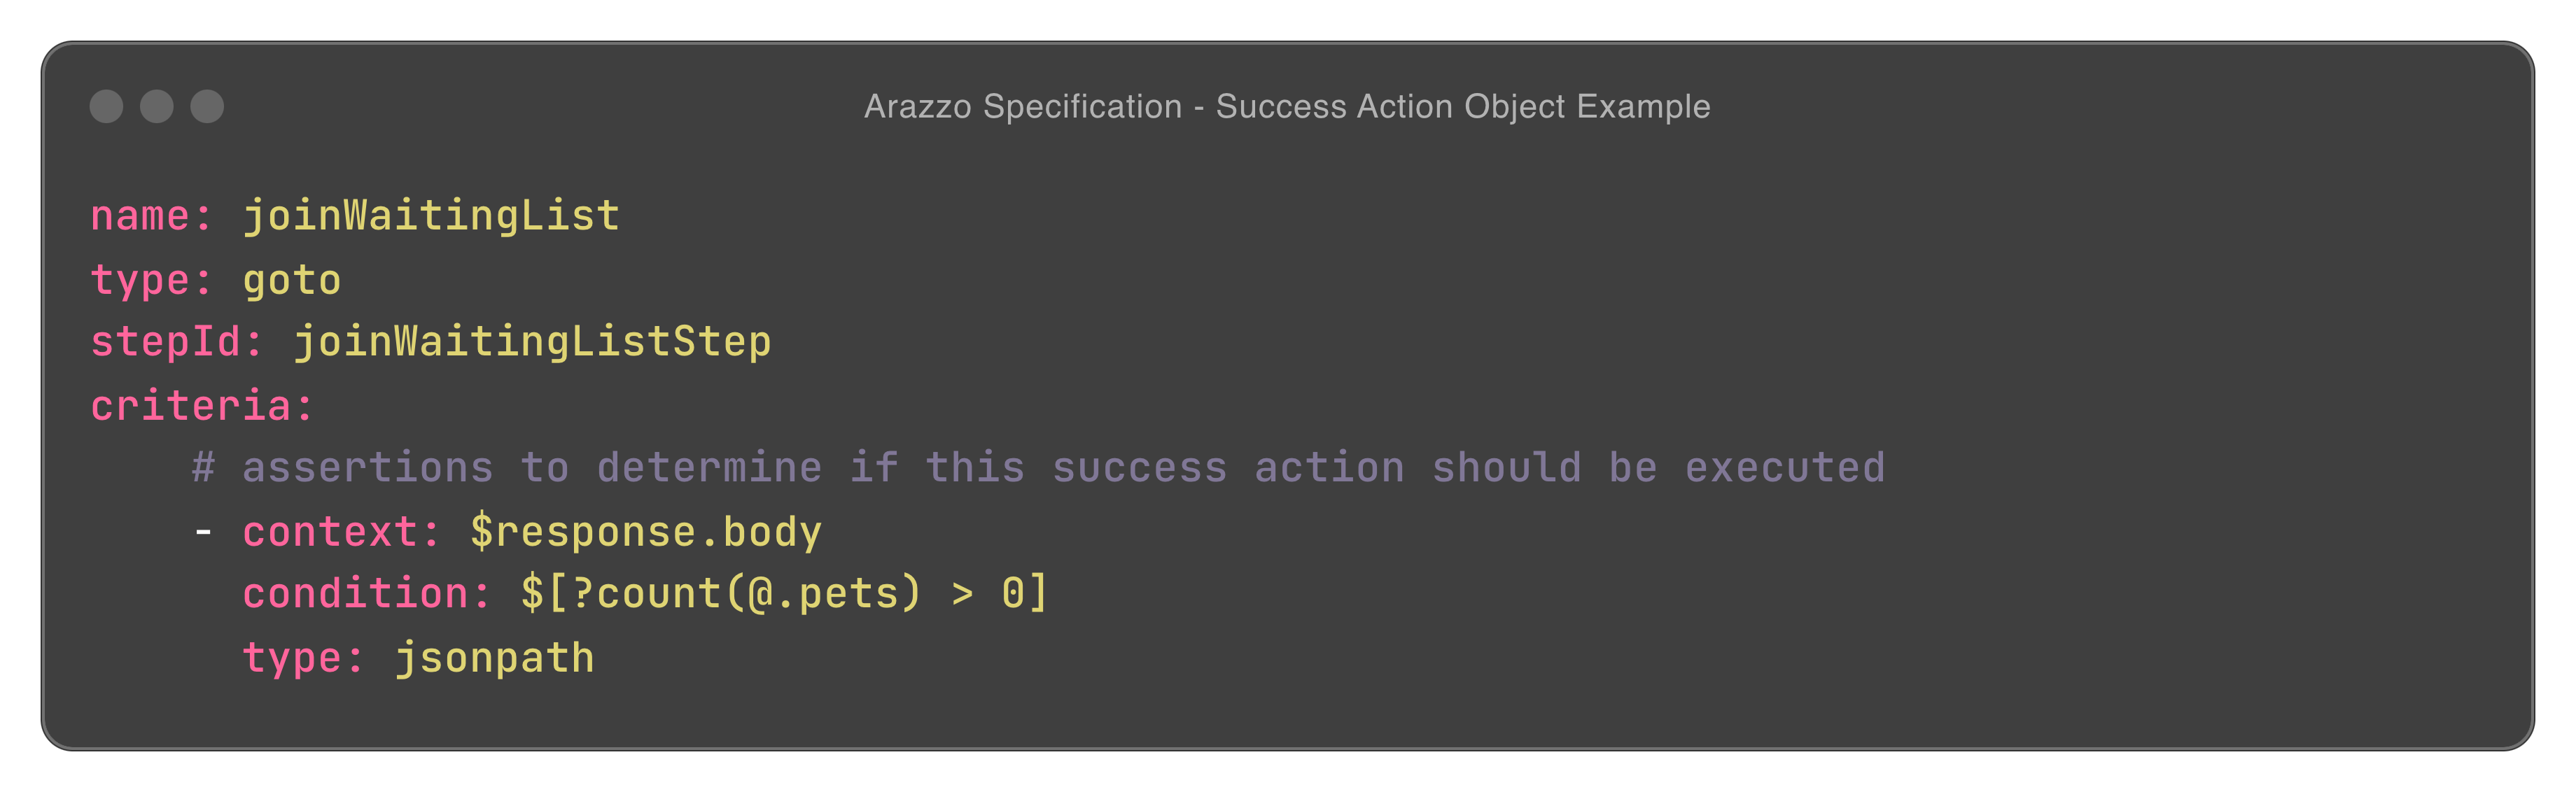 Arazzo Specification - Success Action Object Example
name: joinWaitingList
type: goto
stepId: joinWaitingListStep
criteria:
    # assertions to determine if this success action should be executed
    - context: $response.body
      condition: $[?count(@.pets) > 0]
      type: jsonpath